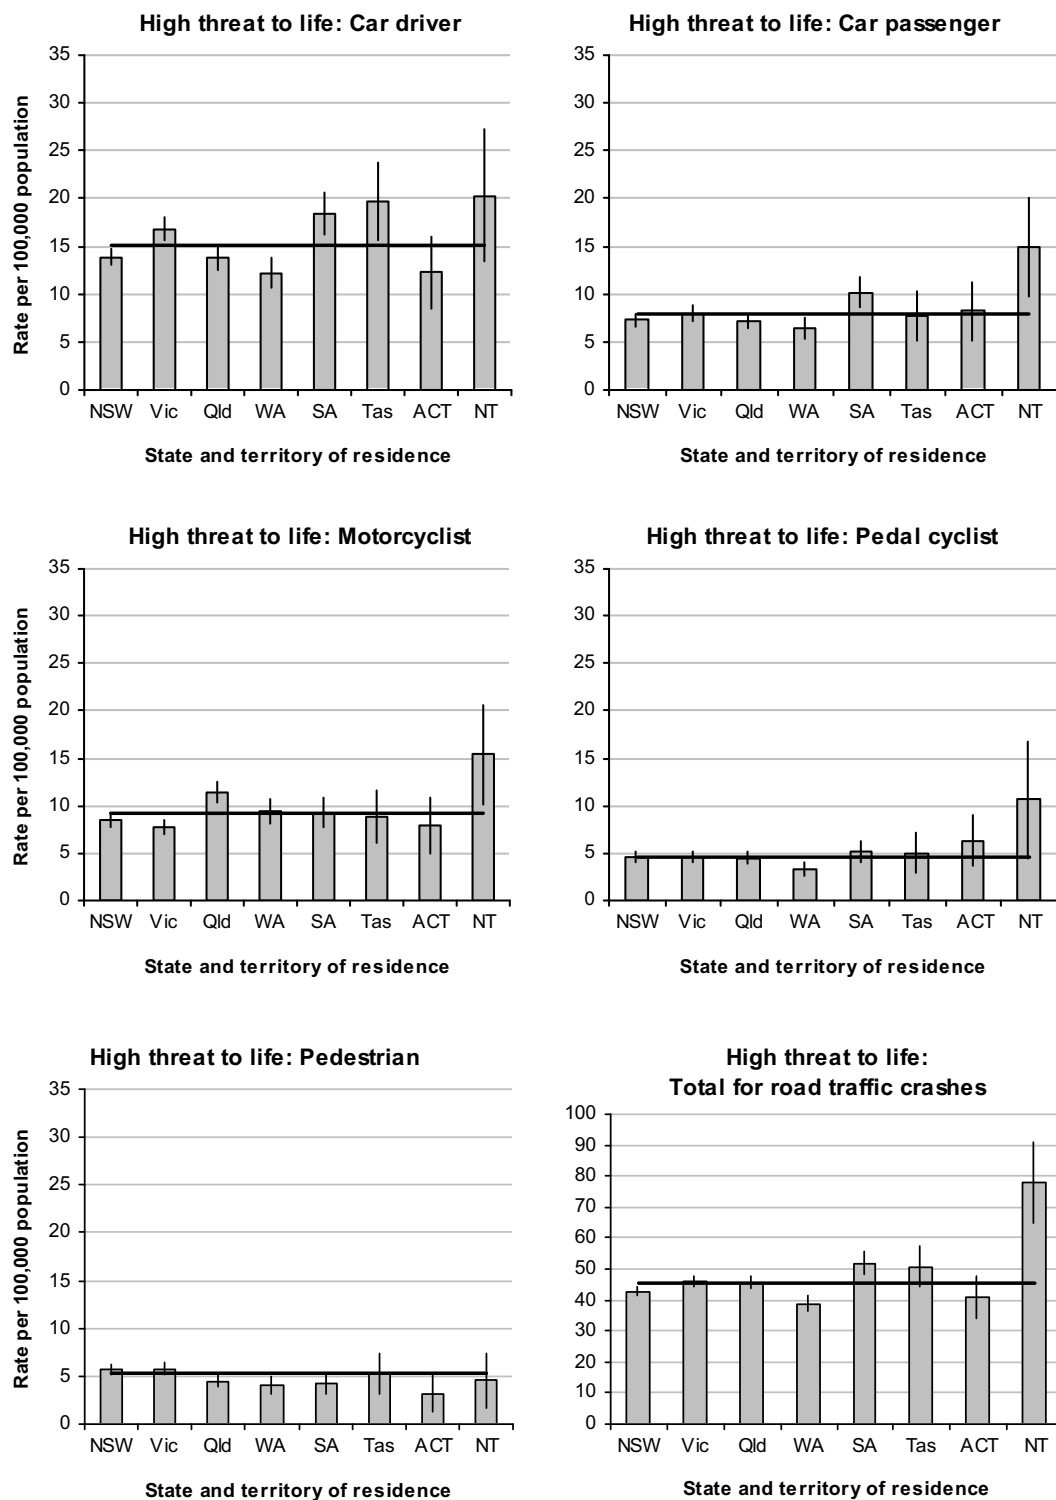 High threat to life: Car driver
35
30
25
20
15
10
5
0
Rate per 100,000 population
NSW Vic Qld WA SA Tas ACT NT
State and territory of residence
High threat to life: Car passenger
35
30
25
20
15
10
5
0
NSW Vic Qld WA SA Tas ACT NT
State and territory of residence
High threat to life: Motorcyclist
35
30
25
20
15
10
5
0
Rate per 100,000 population
NSW Vic Qld WA SA Tas ACT NT
State and territory of residence
High threat to life: Pedal cyclist
35
30
25
20
15
10
5
0
NSW Vic Qld WA SA Tas ACT NT
State and territory of residence
High threat to life: Pedestrian
35
30
25
20
15
10
5
0
Rate per 100,000 population
NSW Vic Qld WA SA Tas ACT NT
State and territory of residence
High threat to life:
Total for road traffic crashes
100
90
80
70
60
50
40
30
20
10
0
NSW Vic Qld WA SA Tas ACT NT
State and territory of residence